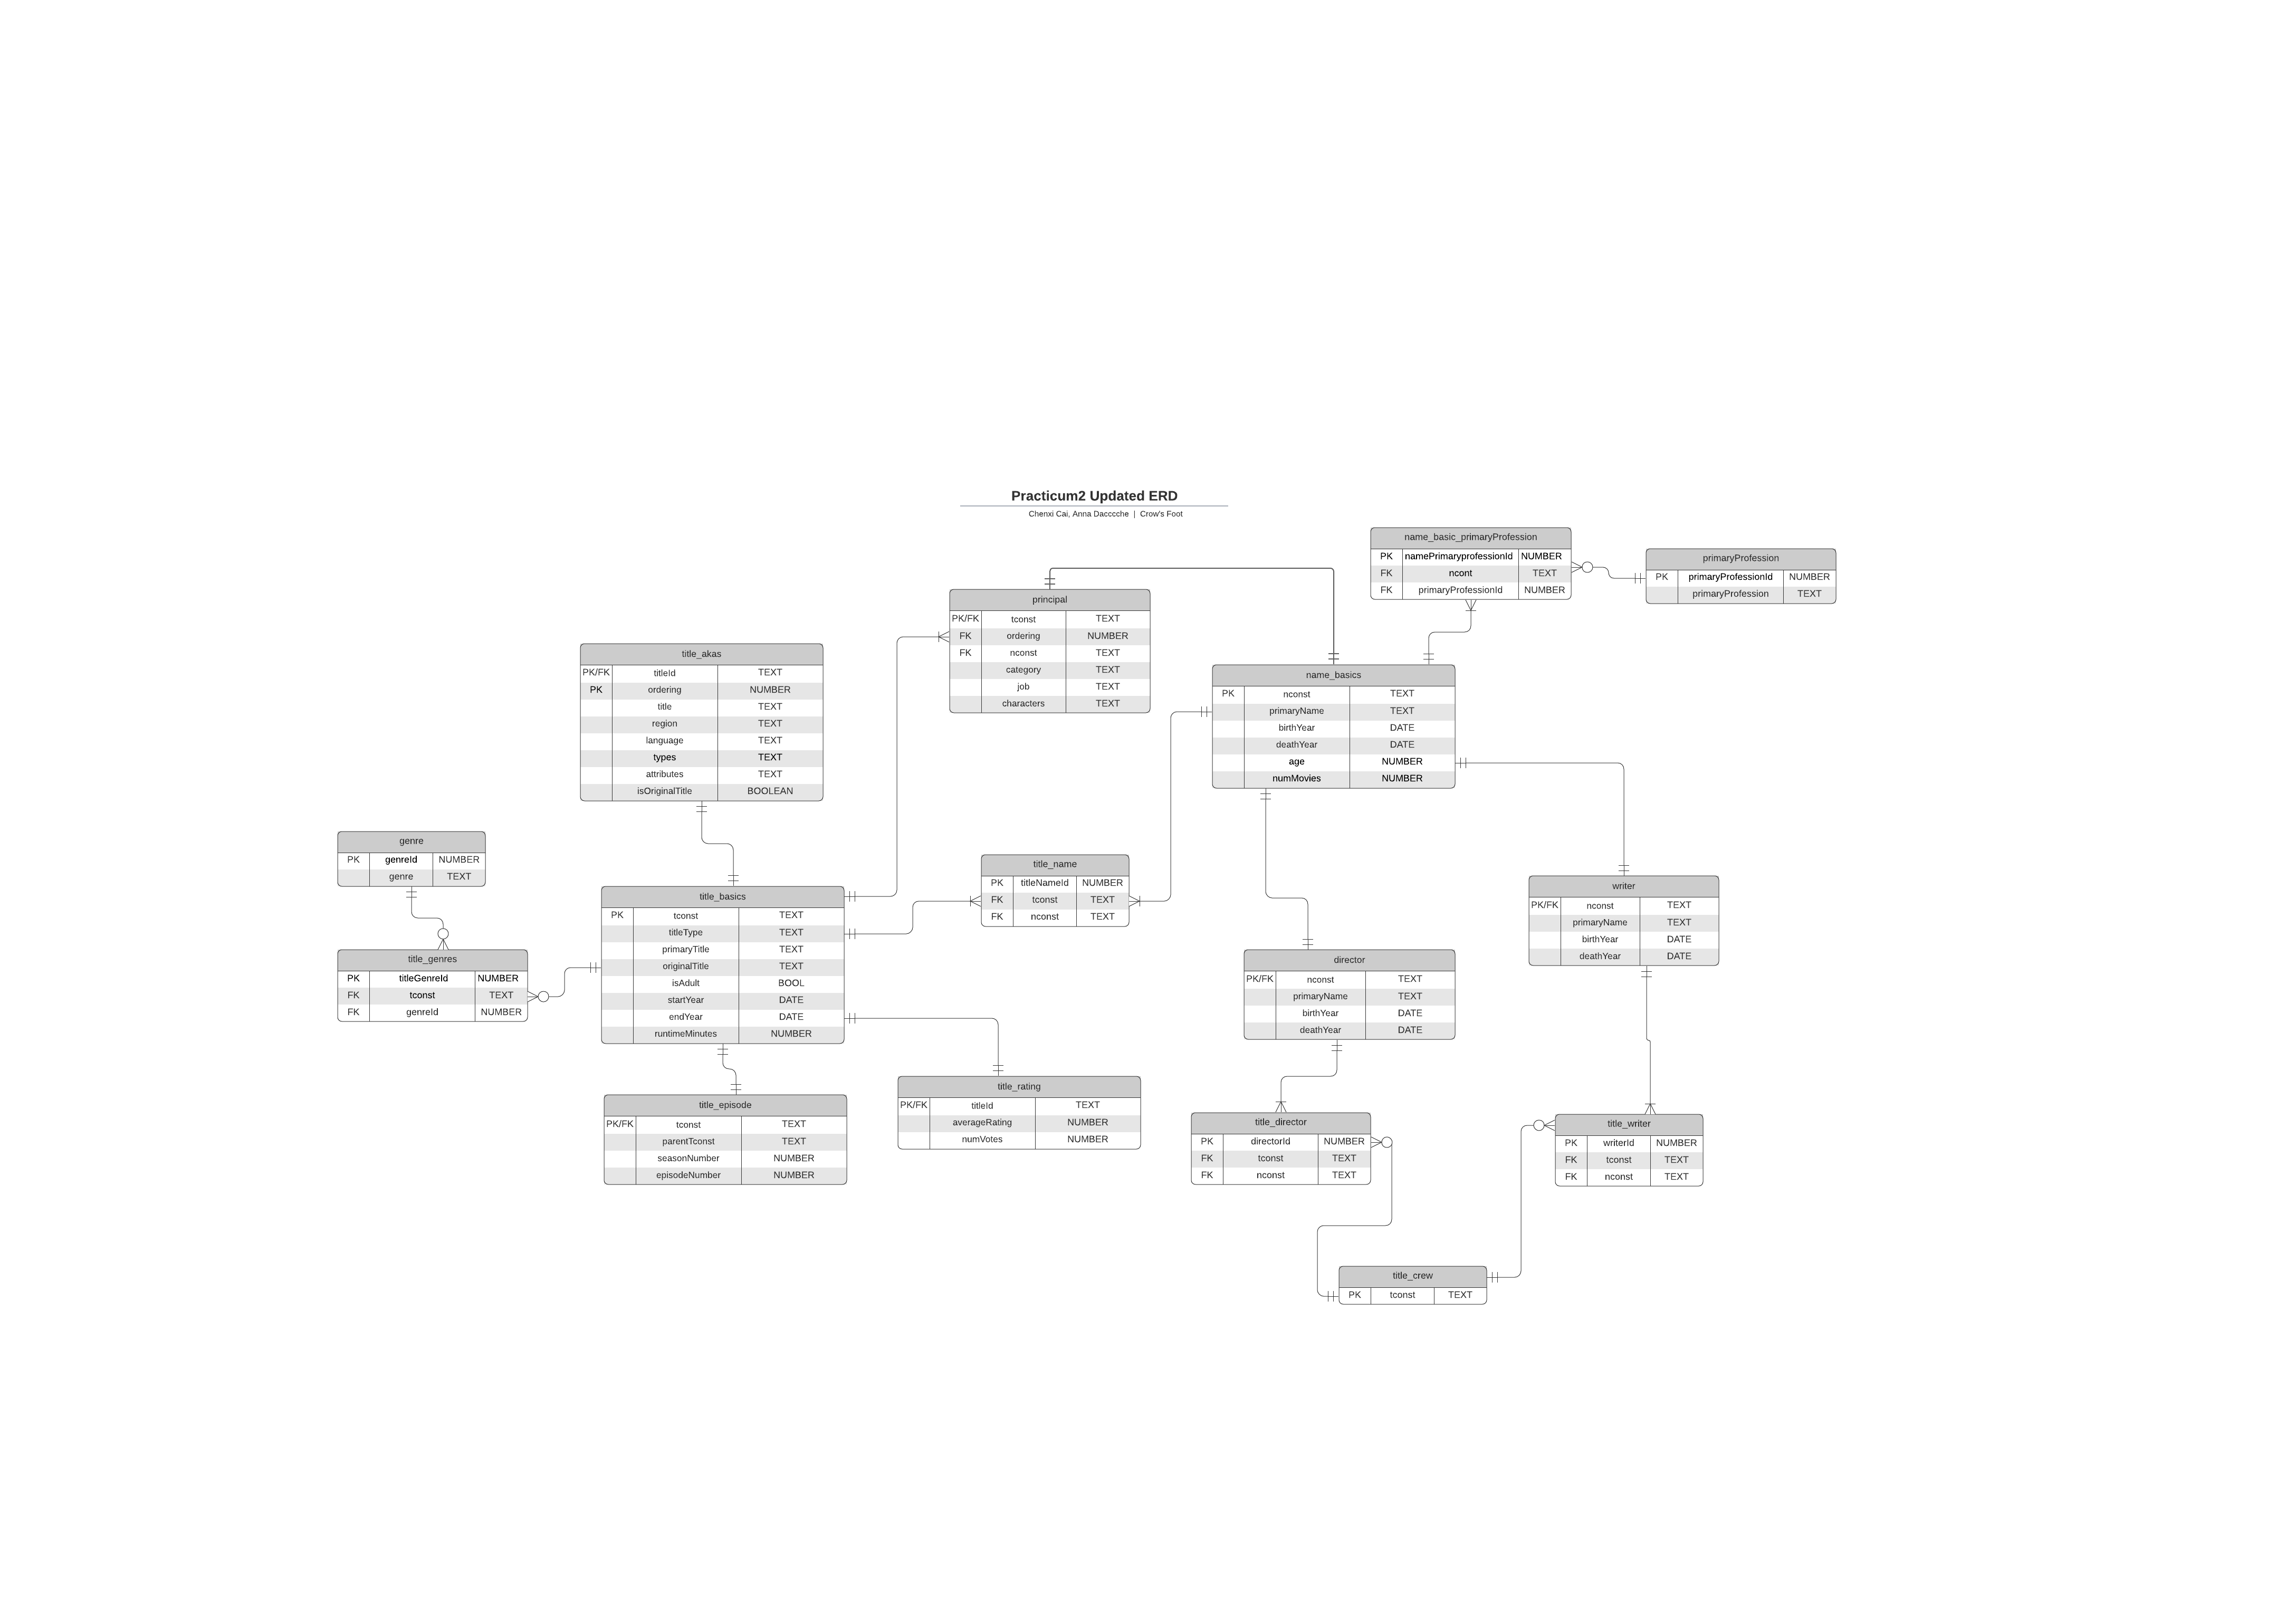 Practicum2 Updated ERD
Chenxi Cai, Anna Dacccche | Crow's Foot
name_basic_primaryProfession
PK namePrimaryprofessionId NUMBER
FK ncont TEXT
FK primaryProfessionId NUMBER
primaryProfession
PK primaryProfessionId NUMBER
primaryProfession TEXT
principal
PK/FK tconst TEXT
FK ordering NUMBER
FK nconst TEXT
category TEXT
job TEXT
characters TEXT
title_akas
PK/FK titleId TEXT
PK ordering NUMBER
title TEXT
region TEXT
language TEXT
types TEXT
attributes TEXT
isOriginalTitle BOOLEAN
name_basics
PK nconst TEXT
primaryName TEXT
birthYear DATE
deathYear DATE
age NUMBER
numMovies NUMBER
genre
PK genreId NUMBER
genre TEXT
title_name
PK titleNameId NUMBER
FK tconst TEXT
FK nconst TEXT
writer
PK/FK nconst TEXT
primaryName TEXT
birthYear DATE
deathYear DATE
title_basics
PK tconst TEXT
titleType TEXT
primaryTitle TEXT
originalTitle TEXT
isAdult BOOL
startYear DATE
endYear DATE
runtimeMinutes NUMBER
title_genres
PK titleGenreId NUMBER
FK tconst TEXT
FK genreId NUMBER
director
PK/FK nconst TEXT
primaryName TEXT
birthYear DATE
deathYear DATE
title_rating
PK/FK titleId TEXT
averageRating NUMBER
numVotes NUMBER
title_episode
PK/FK tconst TEXT
parentTconst TEXT
seasonNumber NUMBER
episodeNumber NUMBER
title_director
PK directorId NUMBER
FK tconst TEXT
FK nconst TEXT
title_writer
PK writerId NUMBER
FK tconst TEXT
FK nconst TEXT
title_crew
PK tconst TEXT